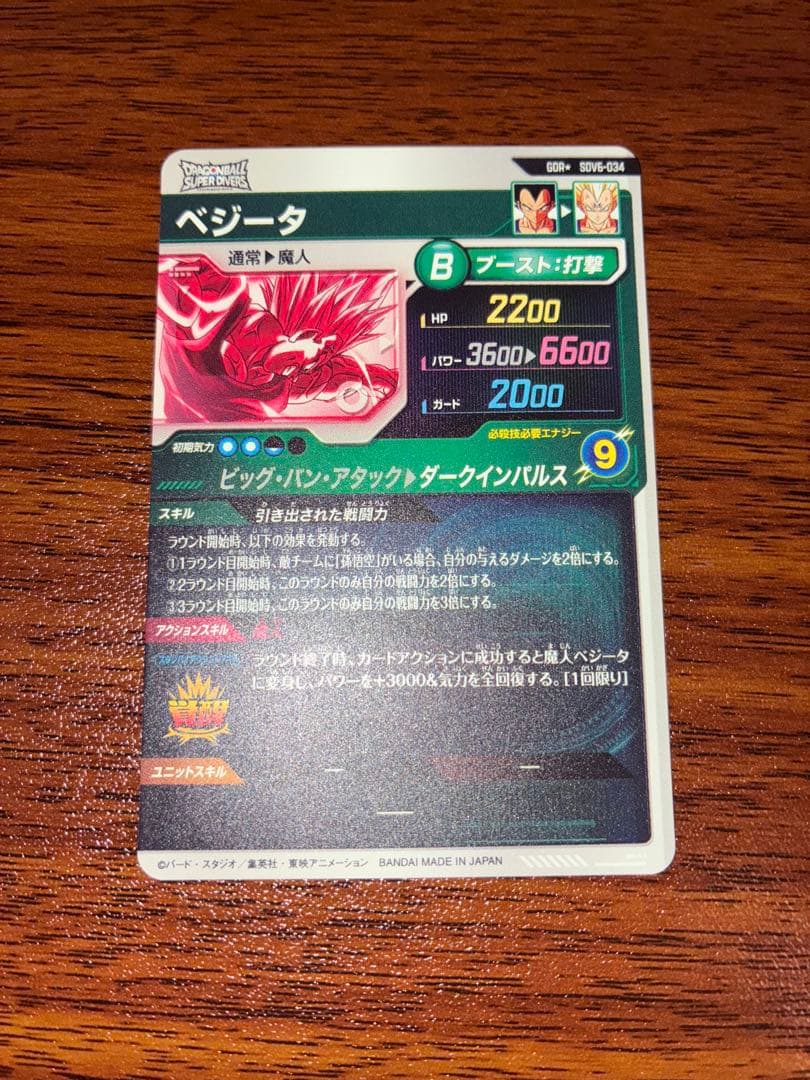 DRAGONBALL
SUPER DIVERS
GDR★ SDV6-034
ベジータ
通常▶魔人
B ブースト:打撃
HP 2200
パワー 3600▶6600
ガード 2000
初期気力
必殺技必要エナジー
9
ビッグ・バン・アタック▶ダークインパルス
スキル 引き出された戦闘力
ラウンド開始時、以下の効果を発動する。
①1ラウンド目開始時、敵チームに[孫悟空]がいる場合、自分の与えるダメージを2倍にする。
②2ラウンド目開始時、このラウンドのみ自分の戦闘力を2倍にする。
③3ラウンド目開始時、このラウンドのみ自分の戦闘力を3倍にする。
アクションスキル
ラウンド終了時、カードアクションに成功すると魔人ベジータ
に変身し、パワーを+3000&気力を全回復する。[1回限り]
覚醒
ユニットスキル — —
—
©バード・スタジオ/集英社・東映アニメーション BANDAI MADE IN JAPAN